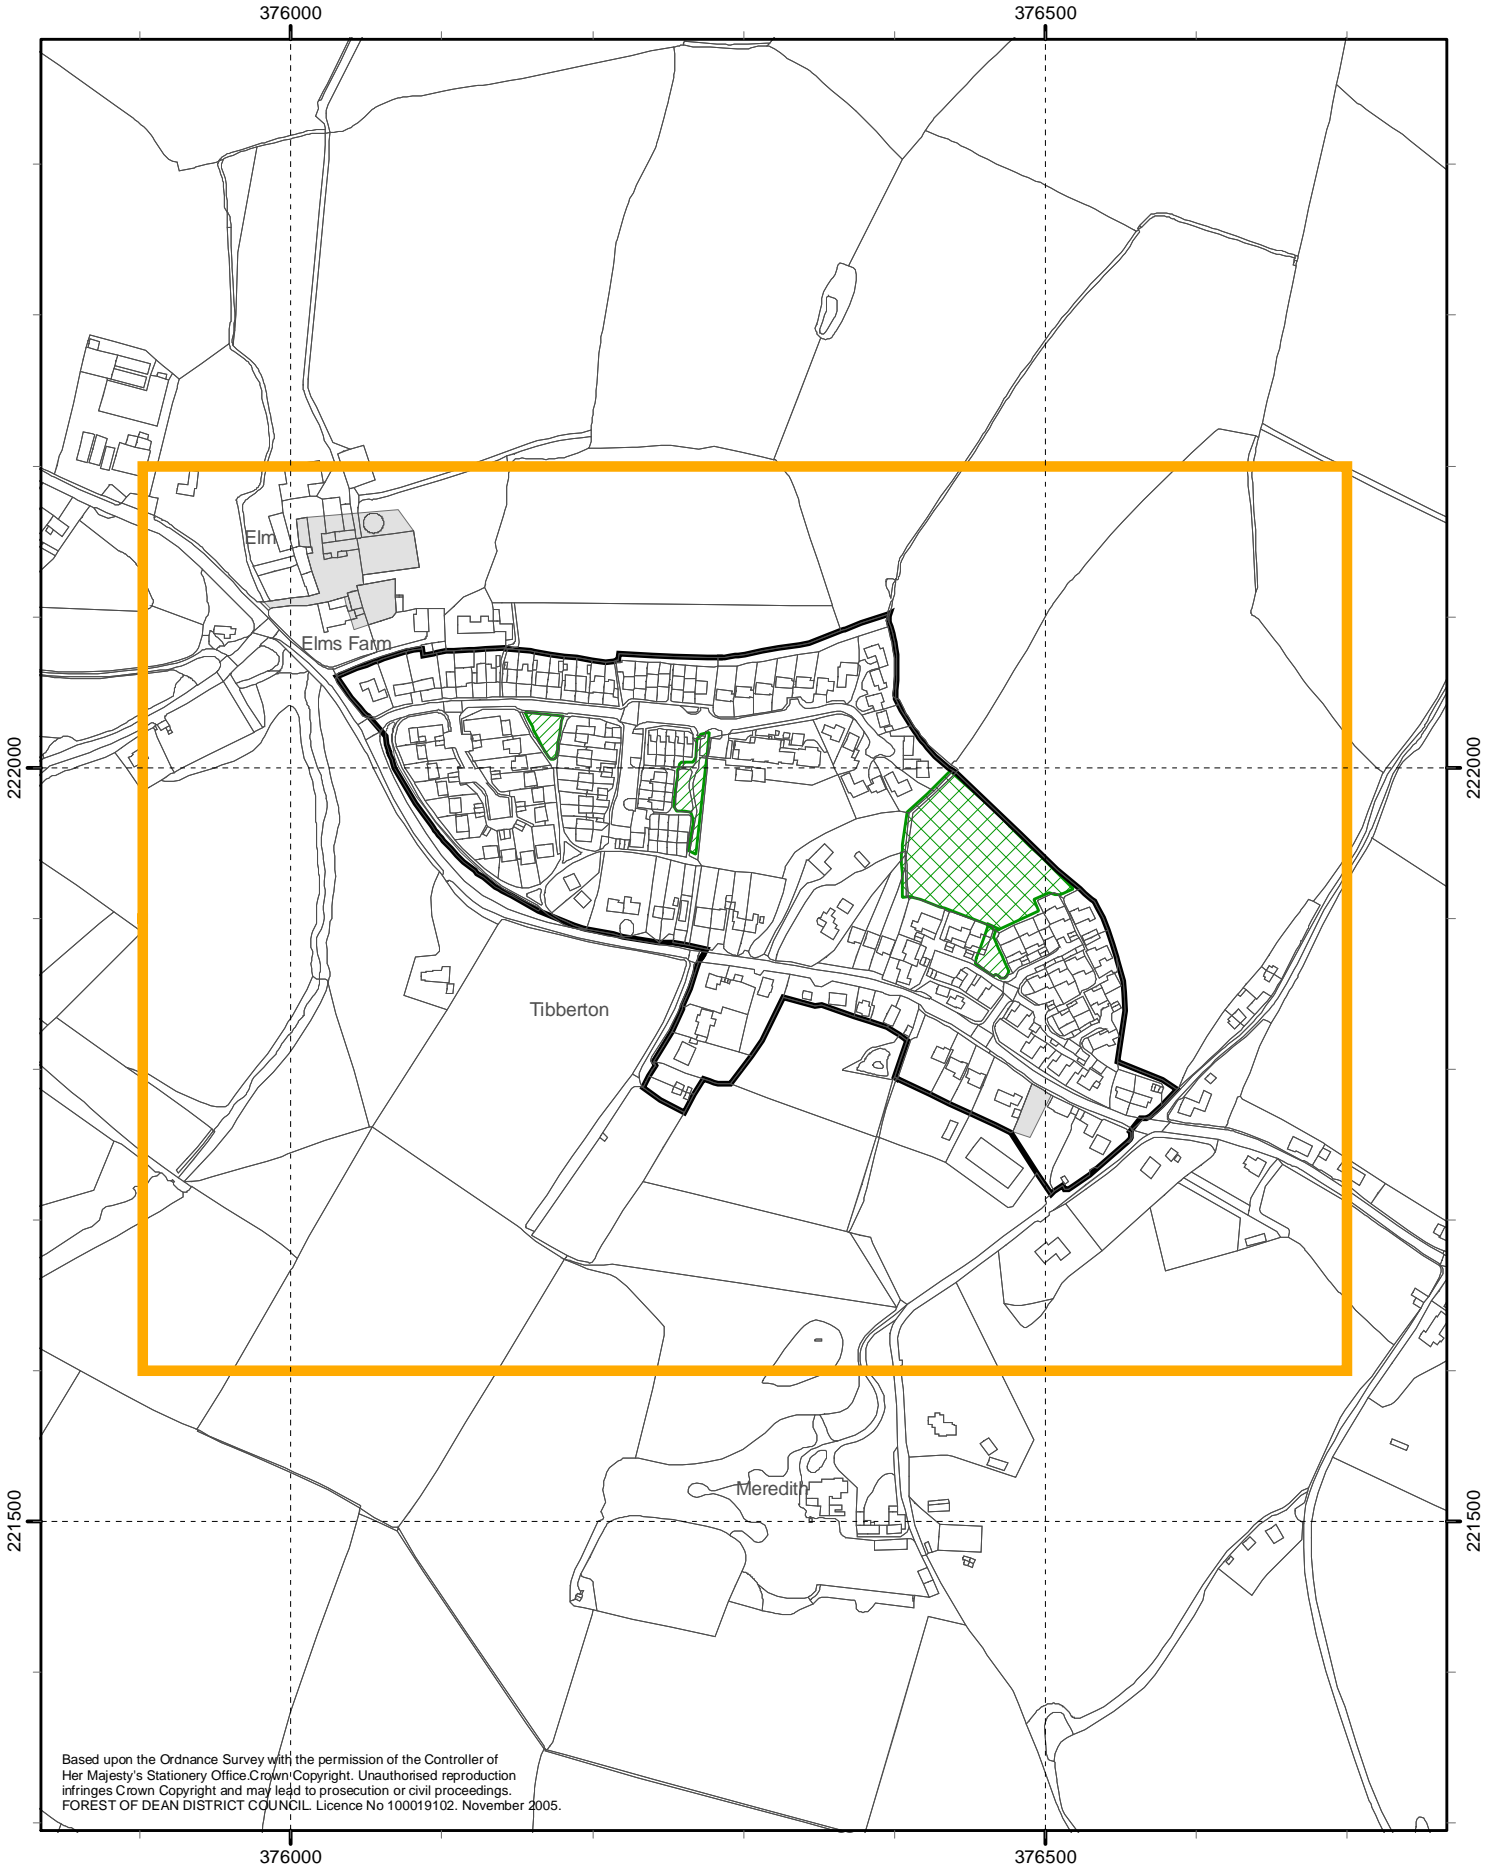 376000 376500
Elm
Elms Farm
222000 222000
Tibberton
Meredith
221500 221500
Based upon the Ordnance Survey with the permission of the Controller of
Her Majesty's Stationery Office.Crown Copyright. Unauthorised reproduction
infringes Crown Copyright and may lead to prosecution or civil proceedings.
FOREST OF DEAN DISTRICT COUNCIL. Licence No 100019102. November 2005.
376000 376500